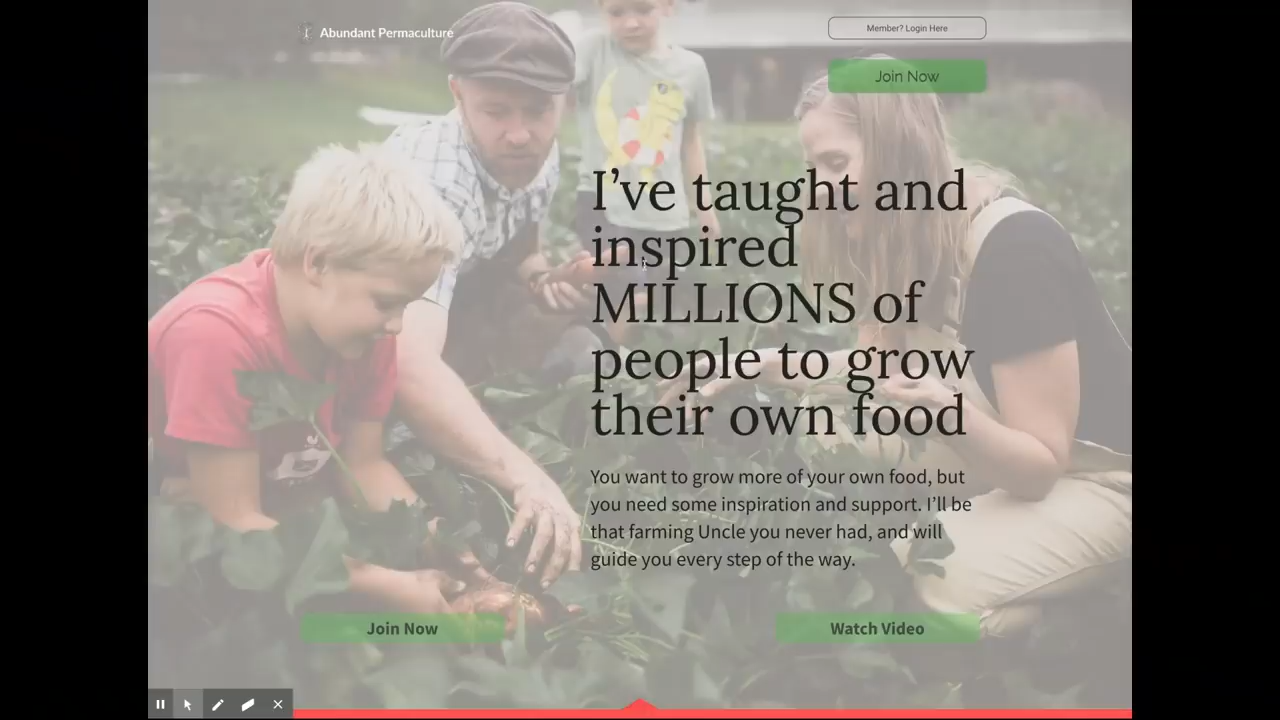 Abundant Permaculture
Member? Login Here
Join Now
I’ve taught and
inspired
MILLIONS of
people to grow
their own food
You want to grow more of your own food, but
you need some inspiration and support. I’ll be
that farming Uncle you never had, and will
guide you every step of the way.
Join Now
Watch Video